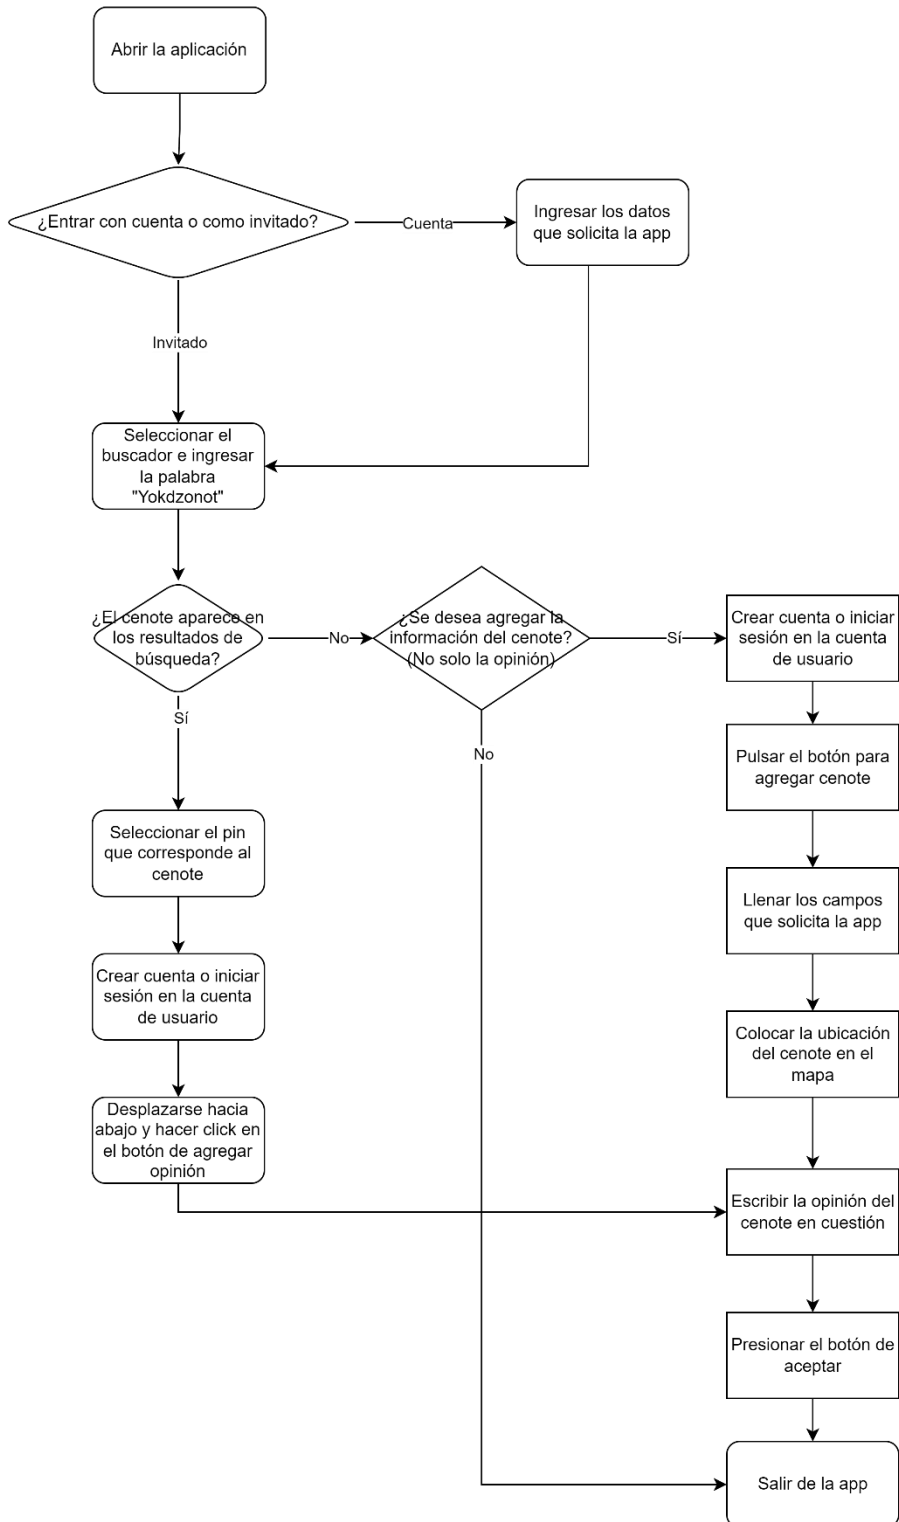 Abrir la aplicación
¿Entrar con cuenta o como invitado?
Cuenta
Ingresar los datos
que solicita la app
Invitado
Seleccionar el
buscador e ingresar
la palabra
"Yokdzonot"
¿El cenote aparece en
los resultados de
búsqueda?
No
¿Se desea agregar la
información del cenote?
(No solo la opinión)
Sí
Crear cuenta o iniciar
sesión en la cuenta
de usuario
Sí
No
Pulsar el botón para
agregar cenote
Seleccionar el pin
que corresponde al
cenote
Llenar los campos
que solicita la app
Crear cuenta o iniciar
sesión en la cuenta
de usuario
Colocar la ubicación
del cenote en el
mapa
Desplazarse hacia
abajo y hacer click en
el botón de agregar
opinión
Escribir la opinión del
cenote en cuestión
Presionar el botón de
aceptar
Salir de la app